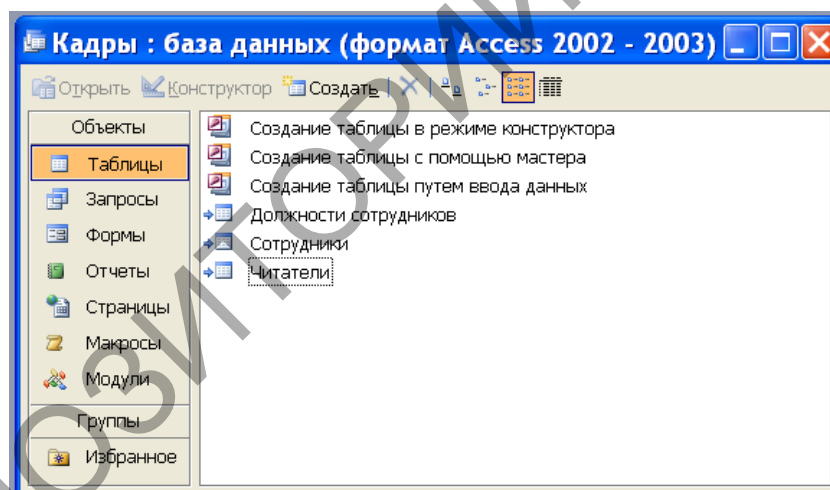 Кадры : база данных (формат Access 2002 - 2003)
Открыть Конструктор Создать
Объекты
Таблицы
Запросы
Формы
Отчеты
Страницы
Макросы
Модули
Группы
Избранное
Создание таблицы в режиме конструктора
Создание таблицы с помощью мастера
Создание таблицы путем ввода данных
Должности сотрудников
Сотрудники
Читатели